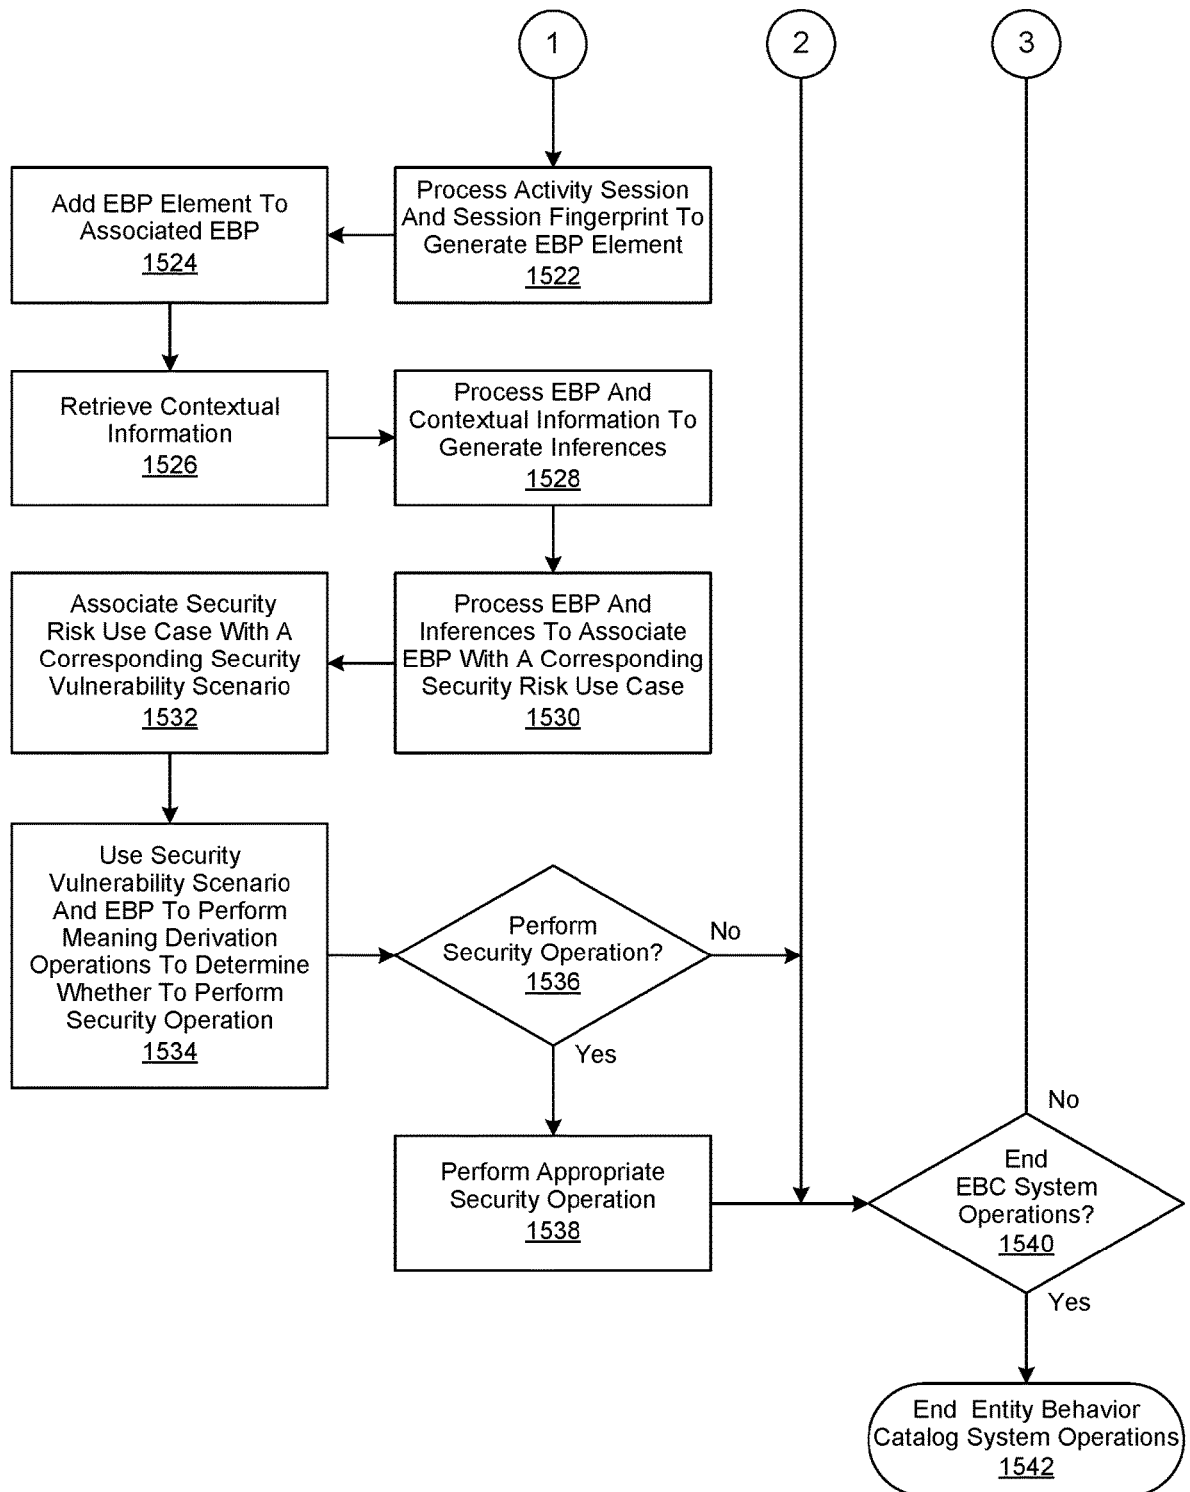 1
2
3
Process Activity Session
And Session Fingerprint To
Generate EBP Element
1522
Add EBP Element To
Associated EBP
1524
Retrieve Contextual
Information
1526
Process EBP And
Contextual Information To
Generate Inferences
1528
Process EBP And
Inferences To Associate
EBP With A Corresponding
Security Risk Use Case
1530
Associate Security
Risk Use Case With A
Corresponding Security
Vulnerability Scenario
1532
Use Security
Vulnerability Scenario
And EBP To Perform
Meaning Derivation
Operations To Determine
Whether To Perform
Security Operation
1534
Perform
Security Operation?
1536
No
Yes
Perform Appropriate
Security Operation
1538
No
End
EBC System
Operations?
1540
Yes
End Entity Behavior
Catalog System Operations
1542